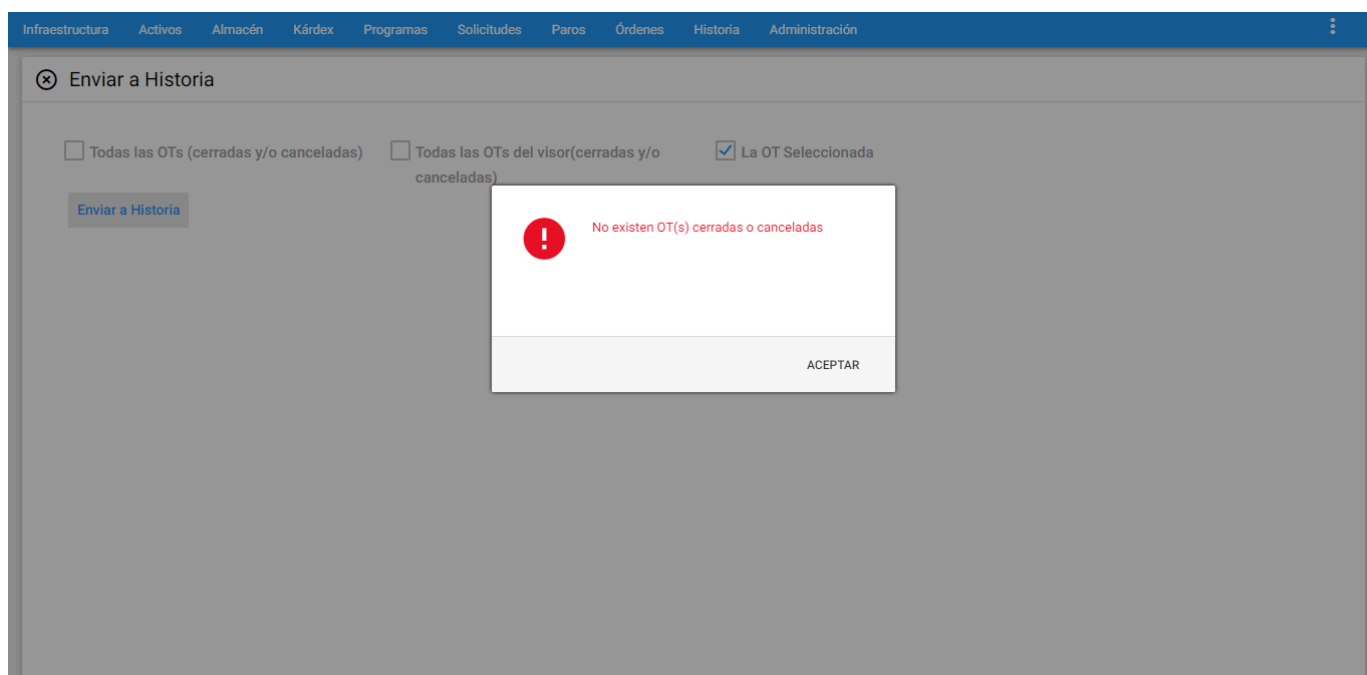 Infraestructura Activos Almacén Kárdex Programas Solicitudes Paros Órdenes Historia Administración
Enviar a Historia
Todas las OTs (cerradas y/o canceladas) Todas las OTs del visor(cerradas y/o La OT Seleccionada
canceladas)
Enviar a Historia
No existen OT(s) cerradas o canceladas
ACEPTAR